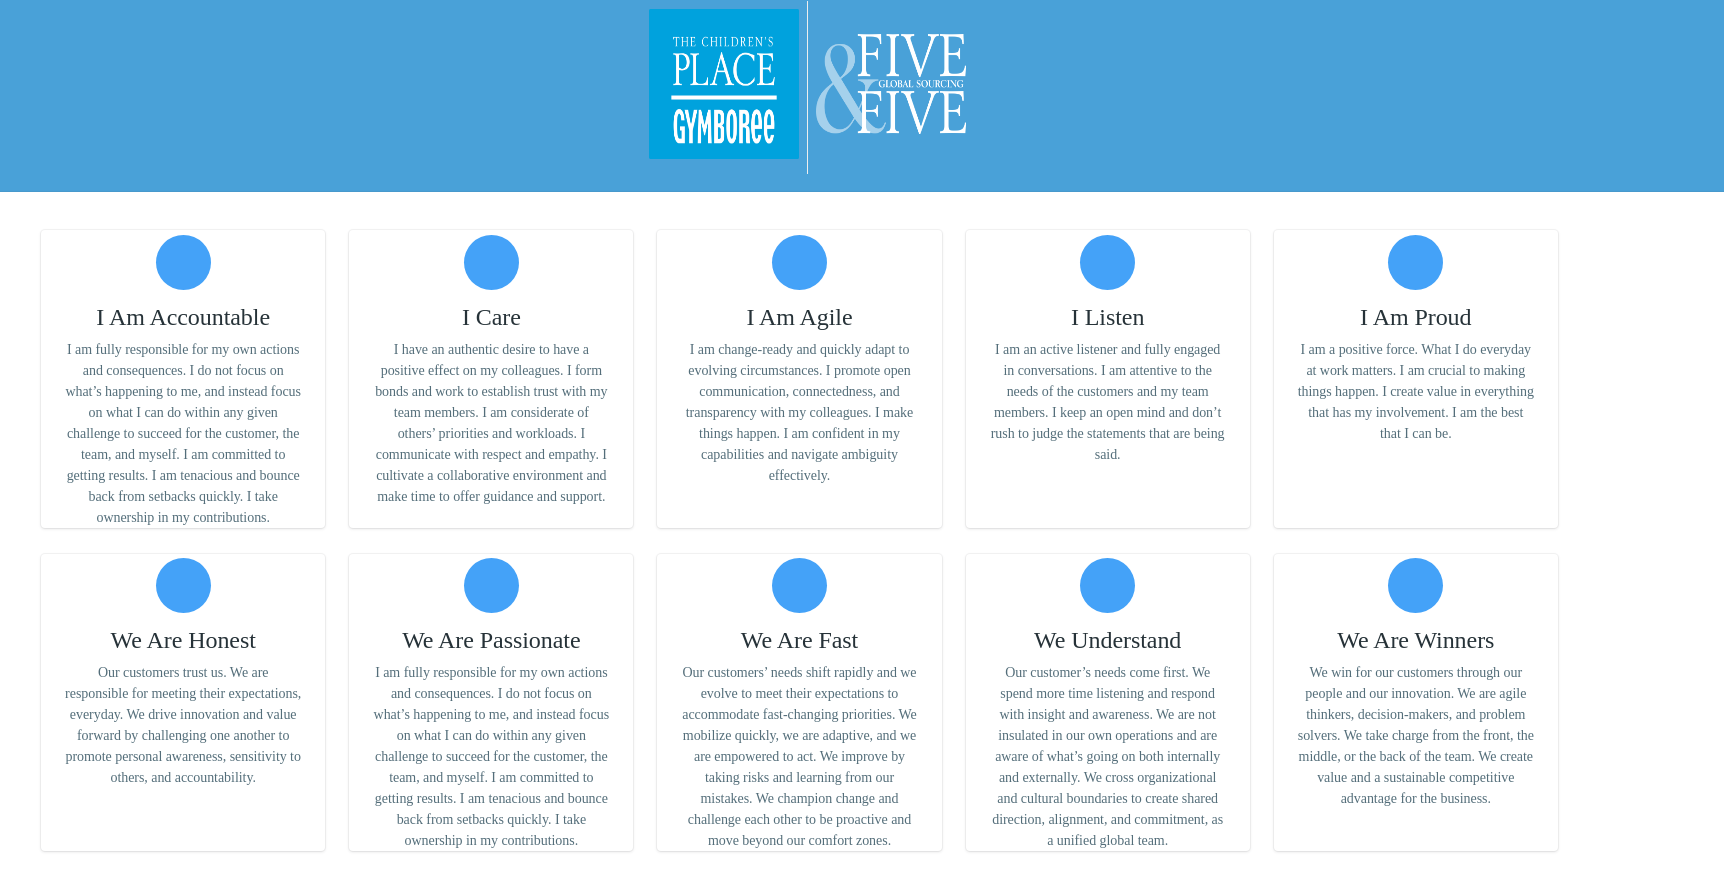 THE CHILDREN'S
PLACE
GYMBOREE
&
FIVE
GLOBAL SOURCING
FIVE
I Am Accountable
I am fully responsible for my own actions
and consequences. I do not focus on
what’s happening to me, and instead focus
on what I can do within any given
challenge to succeed for the customer, the
team, and myself. I am committed to
getting results. I am tenacious and bounce
back from setbacks quickly. I take
ownership in my contributions.
I Care
I have an authentic desire to have a
positive effect on my colleagues. I form
bonds and work to establish trust with my
team members. I am considerate of
others’ priorities and workloads. I
communicate with respect and empathy. I
cultivate a collaborative environment and
make time to offer guidance and support.
I Am Agile
I am change-ready and quickly adapt to
evolving circumstances. I promote open
communication, connectedness, and
transparency with my colleagues. I make
things happen. I am confident in my
capabilities and navigate ambiguity
effectively.
I Listen
I am an active listener and fully engaged
in conversations. I am attentive to the
needs of the customers and my team
members. I keep an open mind and don’t
rush to judge the statements that are being
said.
I Am Proud
I am a positive force. What I do everyday
at work matters. I am crucial to making
things happen. I create value in everything
that has my involvement. I am the best
that I can be.
We Are Honest
Our customers trust us. We are
responsible for meeting their expectations,
everyday. We drive innovation and value
forward by challenging one another to
promote personal awareness, sensitivity to
others, and accountability.
We Are Passionate
I am fully responsible for my own actions
and consequences. I do not focus on
what’s happening to me, and instead focus
on what I can do within any given
challenge to succeed for the customer, the
team, and myself. I am committed to
getting results. I am tenacious and bounce
back from setbacks quickly. I take
ownership in my contributions.
We Are Fast
Our customers’ needs shift rapidly and we
evolve to meet their expectations to
accommodate fast-changing priorities. We
mobilize quickly, we are adaptive, and we
are empowered to act. We improve by
taking risks and learning from our
mistakes. We champion change and
challenge each other to be proactive and
move beyond our comfort zones.
We Understand
Our customer’s needs come first. We
spend more time listening and respond
with insight and awareness. We are not
insulated in our own operations and are
aware of what’s going on both internally
and externally. We cross organizational
and cultural boundaries to create shared
direction, alignment, and commitment, as
a unified global team.
We Are Winners
We win for our customers through our
people and our innovation. We are agile
thinkers, decision-makers, and problem
solvers. We take charge from the front, the
middle, or the back of the team. We create
value and a sustainable competitive
advantage for the business.